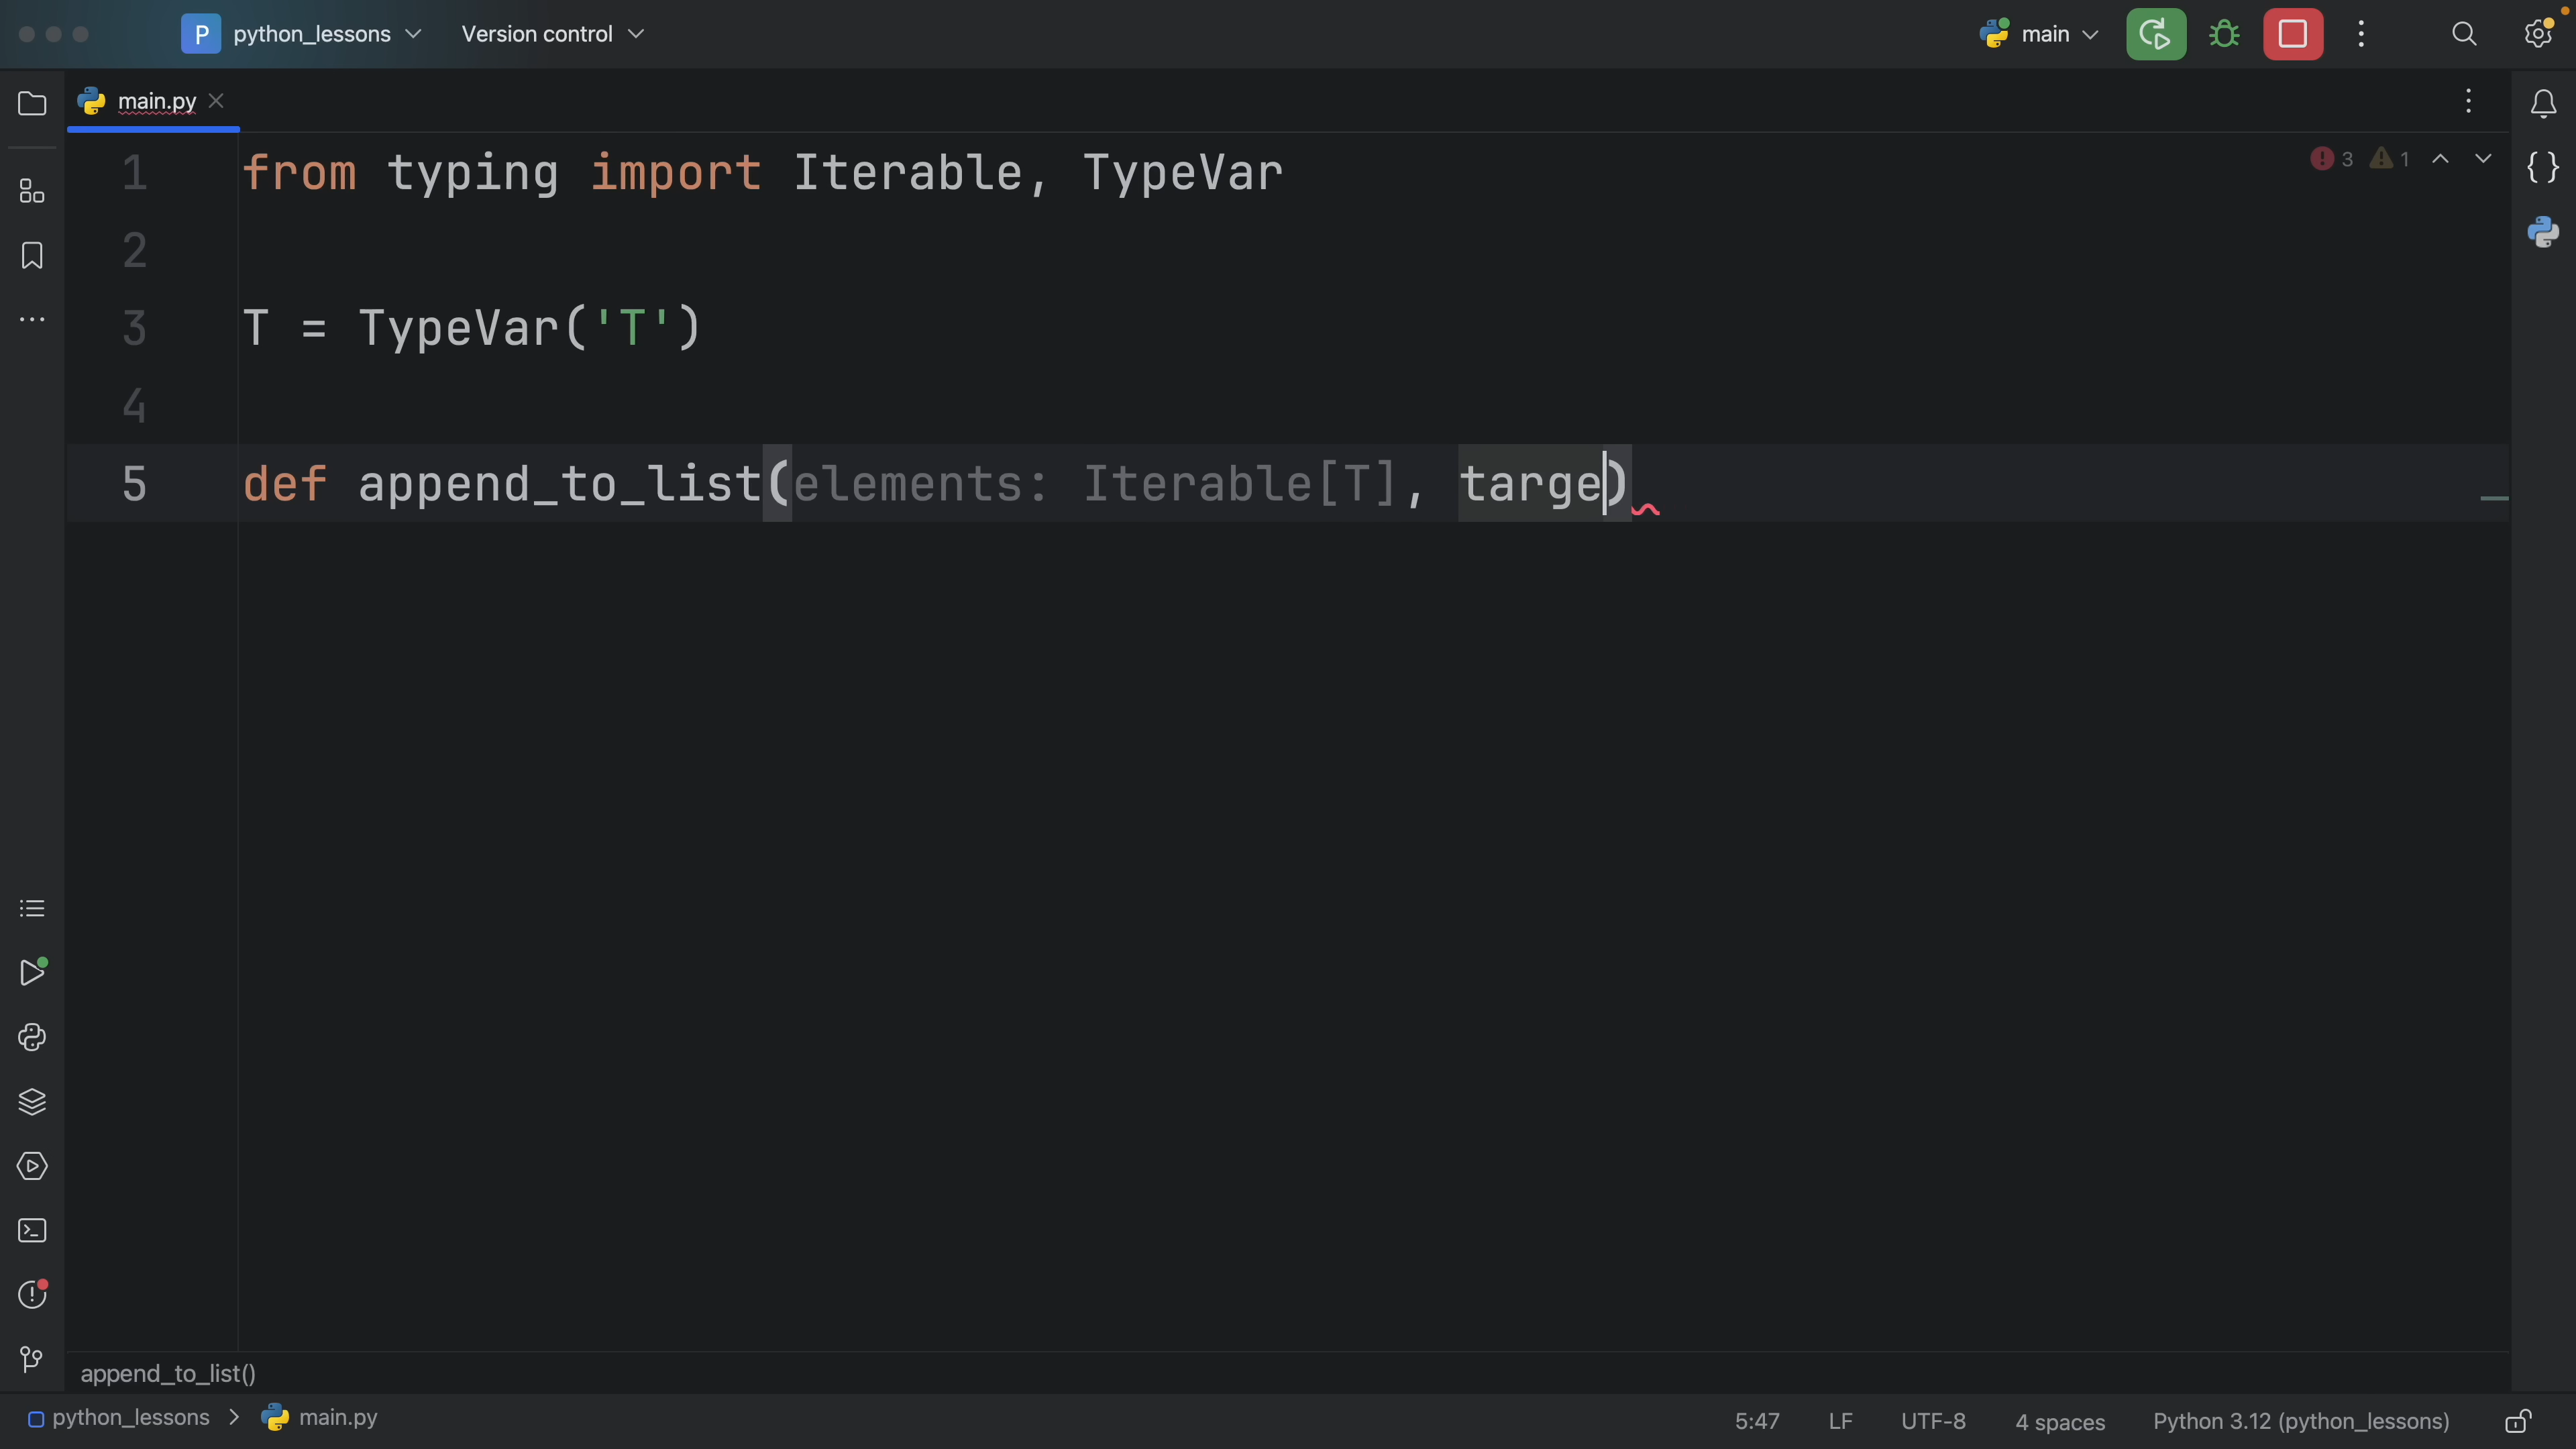 P python_lessons Version control main
main.py
1 from typing import Iterable, TypeVar
3 1
2
3 T = TypeVar('T')
4
5 def append_to_list(elements: Iterable[T], targe)
append_to_list()
python_lessons > main.py 5:47 LF UTF-8 4 spaces Python 3.12 (python_lessons)